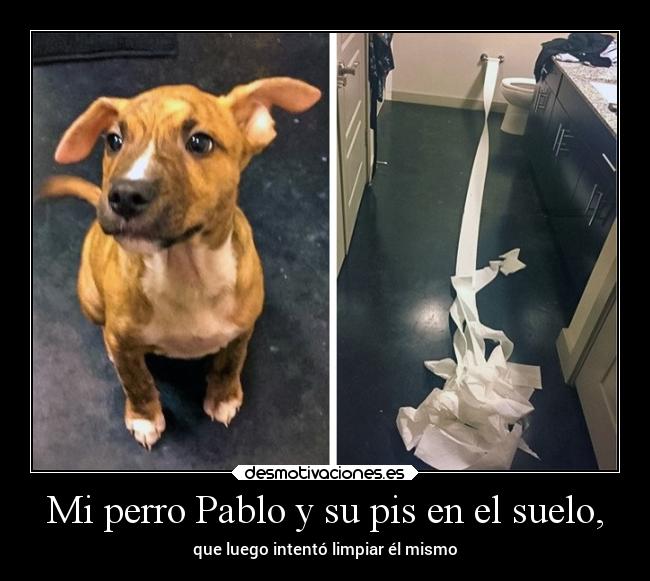 desmotivaciones.es
Mi perro Pablo y su pis en el suelo,
que luego intentó limpiar él mismo